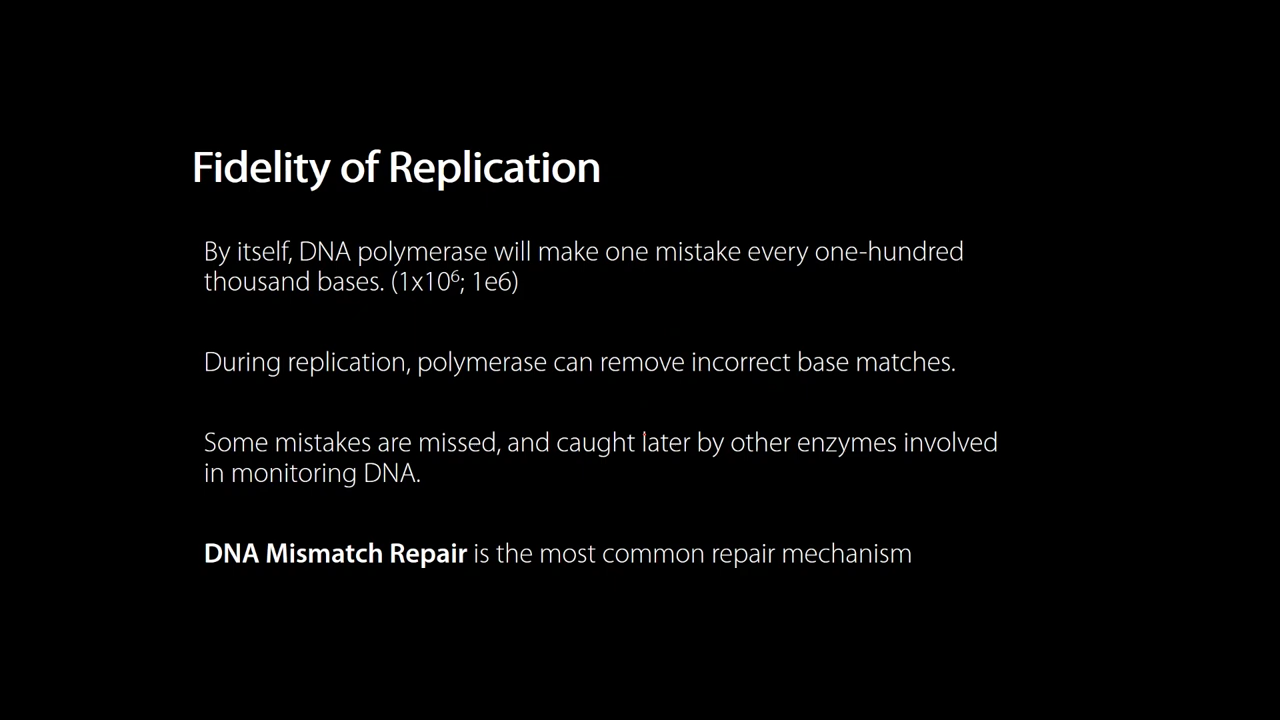 Fidelity of Replication
By itself, DNA polymerase will make one mistake every one-hundred
thousand bases. (1x10⁶; 1e6)
During replication, polymerase can remove incorrect base matches.
Some mistakes are missed, and caught later by other enzymes involved
in monitoring DNA.
DNA Mismatch Repair is the most common repair mechanism